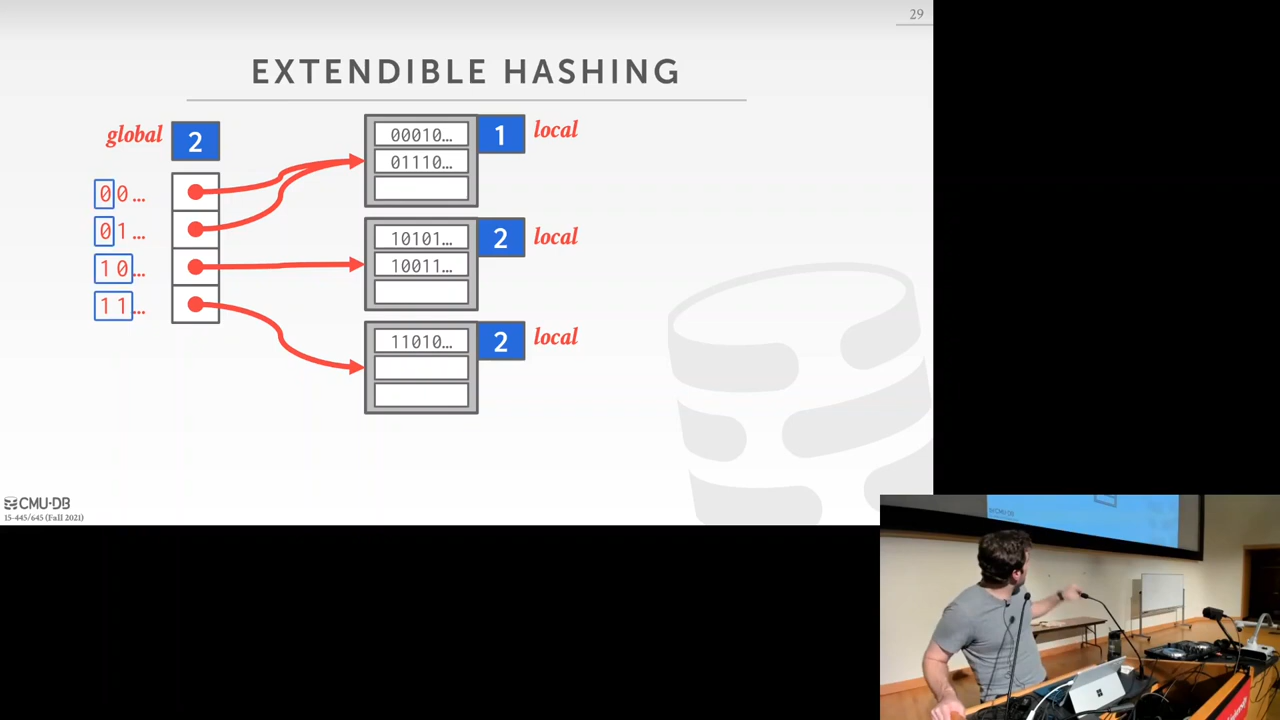 29
EXTENDIBLE HASHING
global 2
00...
01...
10...
11...
00010...
01110...
1 local
10101...
10011...
2 local
11010...
2 local
CMU·DB
15-445/645 (Fall 2021)